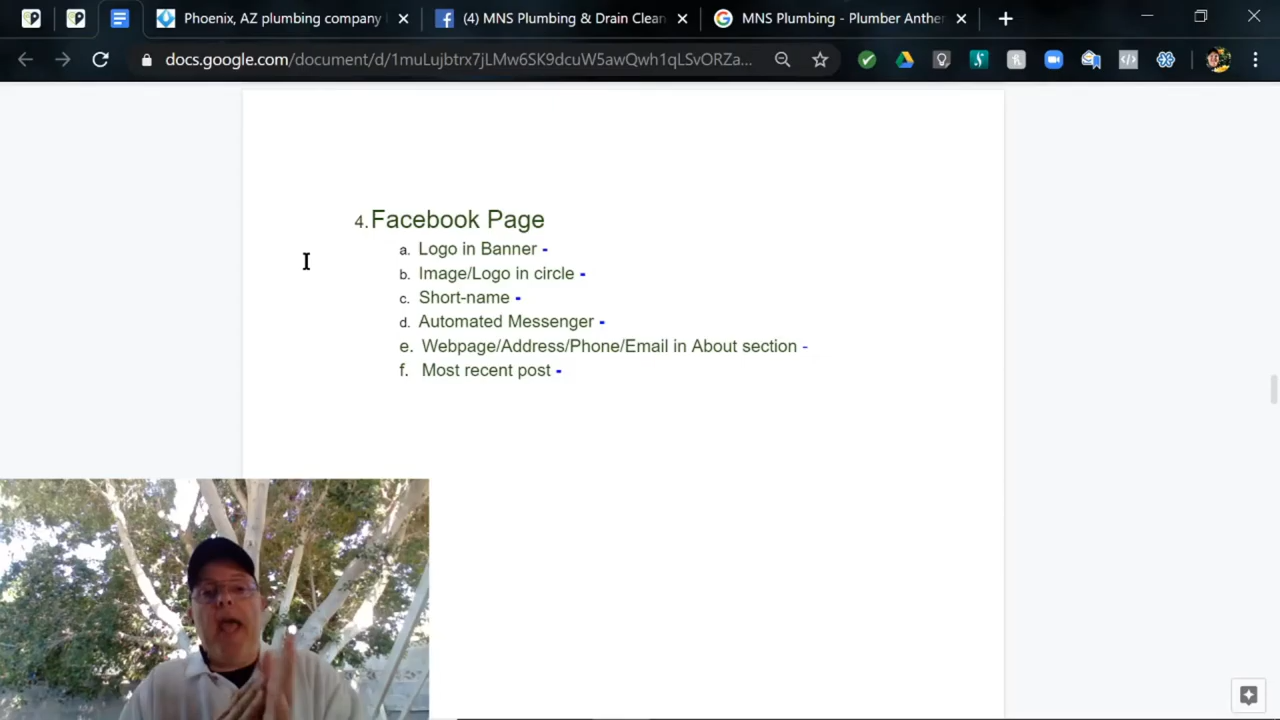 Phoenix, AZ plumbing company
(4) MNS Plumbing & Drain Clean
MNS Plumbing - Plumber Anthe
docs.google.com/document/d/1muLujbtrx7jLMw6SK9dcuW5awQwh1qLSvORZa...
4. Facebook Page
a. Logo in Banner -
b. Image/Logo in circle -
c. Short-name -
d. Automated Messenger -
e. Webpage/Address/Phone/Email in About section -
f. Most recent post -